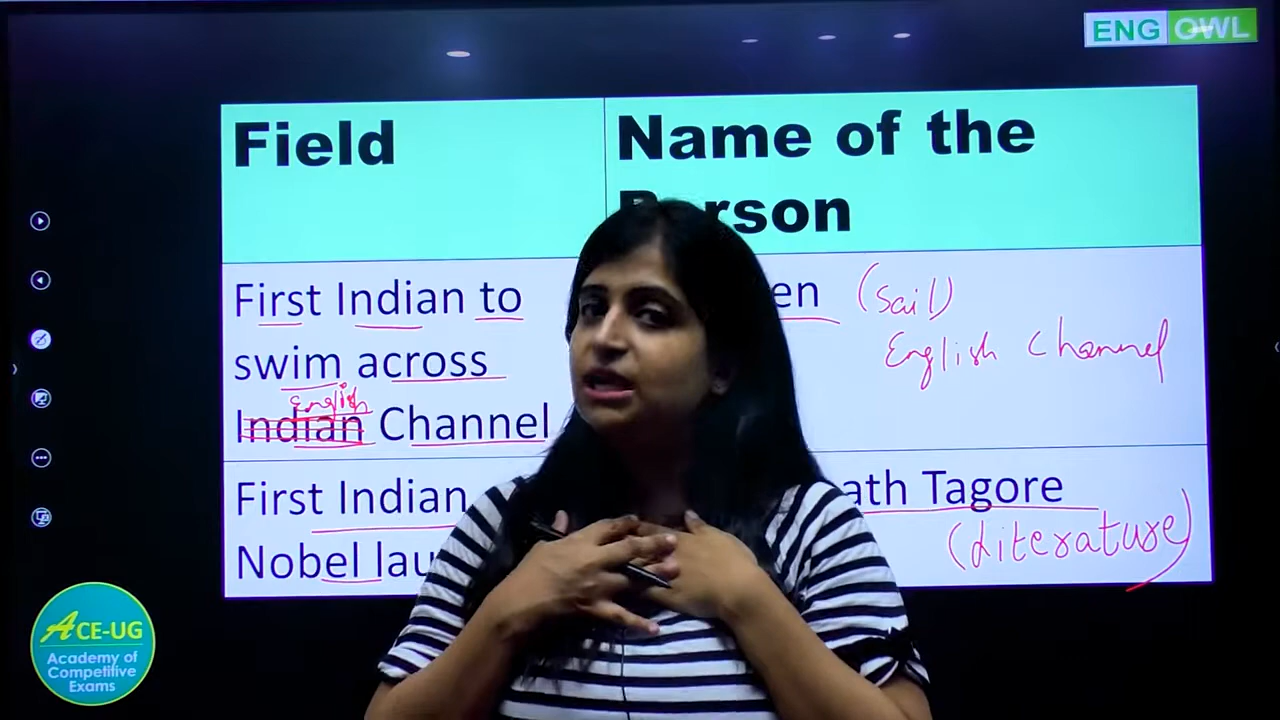 ENG OWL
Field
Name of the
Person
First Indian to
en (Sail)
swim across
English Channel
English
Indian Channel
First Indian
ath Tagore
Nobel lau
(Literature)
ACE-UG
Academy of
Competitive
Exams